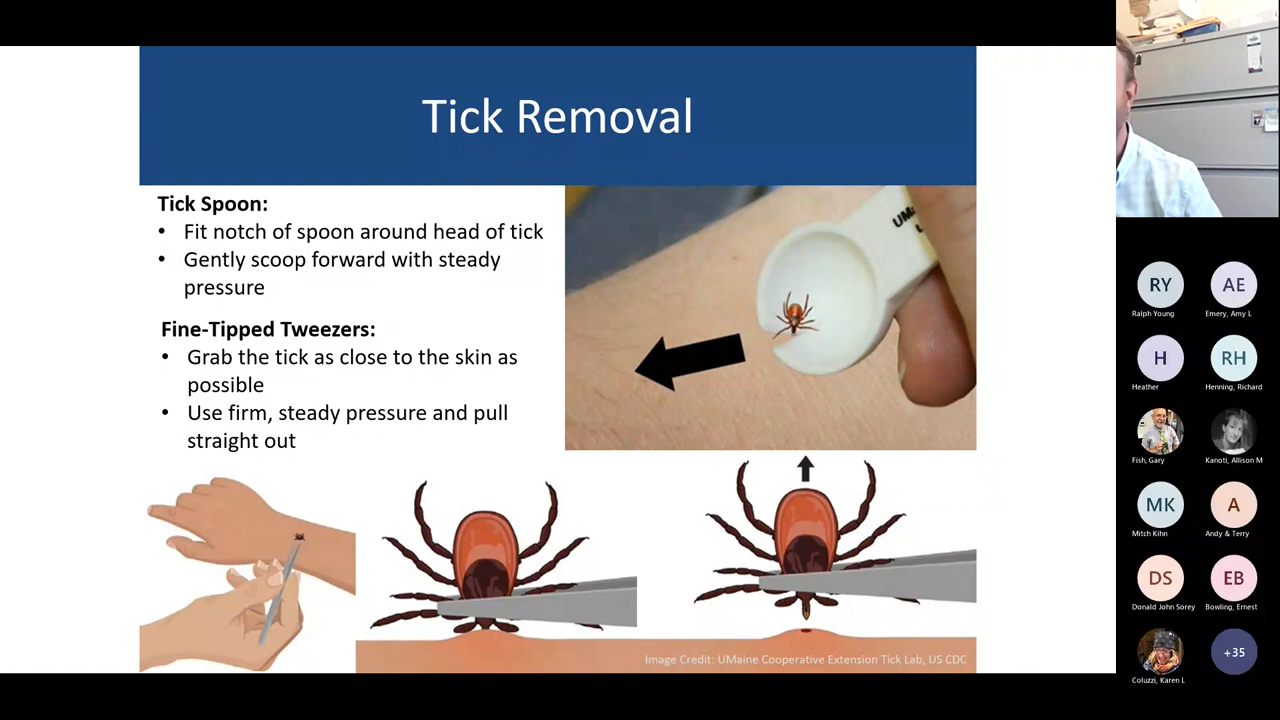 Tick Removal
Tick Spoon:
• Fit notch of spoon around head of tick
• Gently scoop forward with steady
pressure
Fine-Tipped Tweezers:
• Grab the tick as close to the skin as
possible
• Use firm, steady pressure and pull
straight out
Image Credit: UMaine Cooperative Extension Tick Lab, US CDC
RY
Ralph Young
AE
Emery, Amy L
H
Heather
RH
Henning, Richard
Fish, Gary
Kanoti, Allison M
MK
Mitch Kihn
A
Andy & Terry
DS
Donald John Sorey
EB
Bowling, Ernest
Coluzzi, Karen L
+35